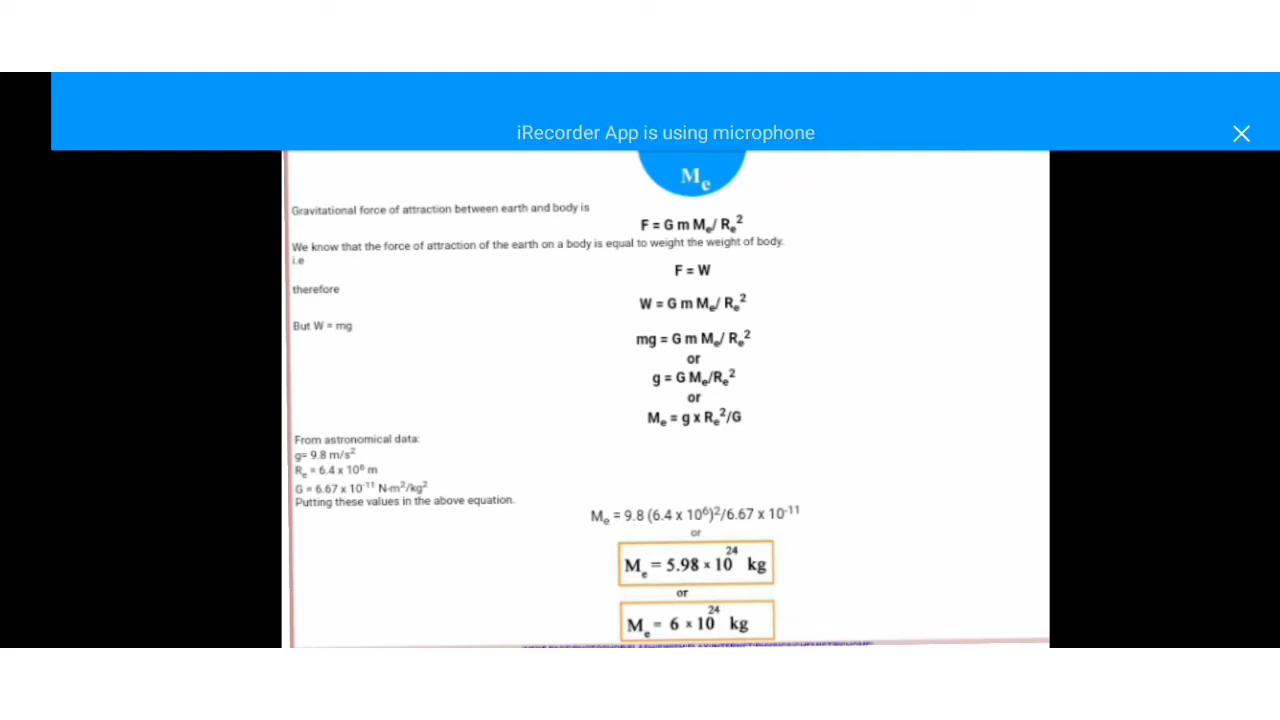 iRecorder App is using microphone
Me
Gravitational force of attraction between earth and body is
F = G m Me/ Re²
We know that the force of attraction of the earth on a body is equal to weight the weight of body.
i.e
F = W
therefore
W = G m Me/ Re²
But W = mg
mg = G m Me/ Re²
or
g = G Me/Re²
or
Me = g x Re²/G
From astronomical data:
g= 9.8 m/s²
Re = 6.4 x 10⁶ m
G = 6.67 x 10⁻¹¹ N-m²/kg²
Putting these values in the above equation.
Me = 9.8 (6.4 x 10⁶)²/6.67 x 10⁻¹¹
or
Me = 5.98 × 10²⁴ kg
or
Me = 6 × 10²⁴ kg